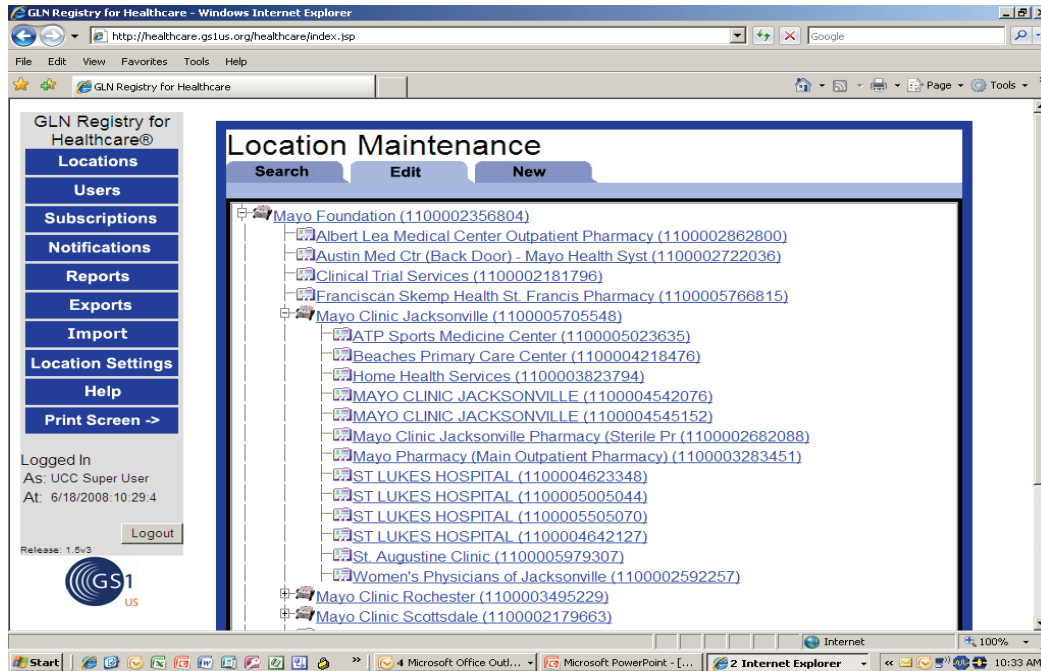 GLN Registry for Healthcare - Windows Internet Explorer
http://healthcare.gs1us.org/healthcare/index.jsp
Google
File Edit View Favorites Tools Help
GLN Registry for Healthcare
Page Tools
GLN Registry for
Healthcare®
Locations
Users
Subscriptions
Notifications
Reports
Exports
Import
Location Settings
Help
Print Screen ->
Logged In
As: UCC Super User
At: 6/18/2008:10:29:4
Logout
Release: 1.5v3
GS1
US
Location Maintenance
Search Edit New
Mayo Foundation (1100002356804)
Albert Lea Medical Center Outpatient Pharmacy (1100002862800)
Austin Med Ctr (Back Door) - Mayo Health Syst (1100002722036)
Clinical Trial Services (1100002181796)
Franciscan Skemp Health St. Francis Pharmacy (1100005766815)
Mayo Clinic Jacksonville (1100005705548)
ATP Sports Medicine Center (1100005023635)
Beaches Primary Care Center (1100004218476)
Home Health Services (1100003823794)
MAYO CLINIC JACKSONVILLE (1100004542076)
MAYO CLINIC JACKSONVILLE (1100004545152)
Mayo Clinic Jacksonville Pharmacy (Sterile Pr (1100002682088)
Mayo Pharmacy (Main Outpatient Pharmacy) (1100003283451)
ST LUKES HOSPITAL (1100004623348)
ST LUKES HOSPITAL (1100005005044)
ST LUKES HOSPITAL (1100005505070)
ST LUKES HOSPITAL (1100004642127)
St. Augustine Clinic (1100005979307)
Women's Physicians of Jacksonville (1100002592257)
Mayo Clinic Rochester (1100003495229)
Mayo Clinic Scottsdale (1100002179663)
Internet 100%
Start » 4 Microsoft Office Outl... Microsoft PowerPoint - [... 2 Internet Explorer « 10:33 AM